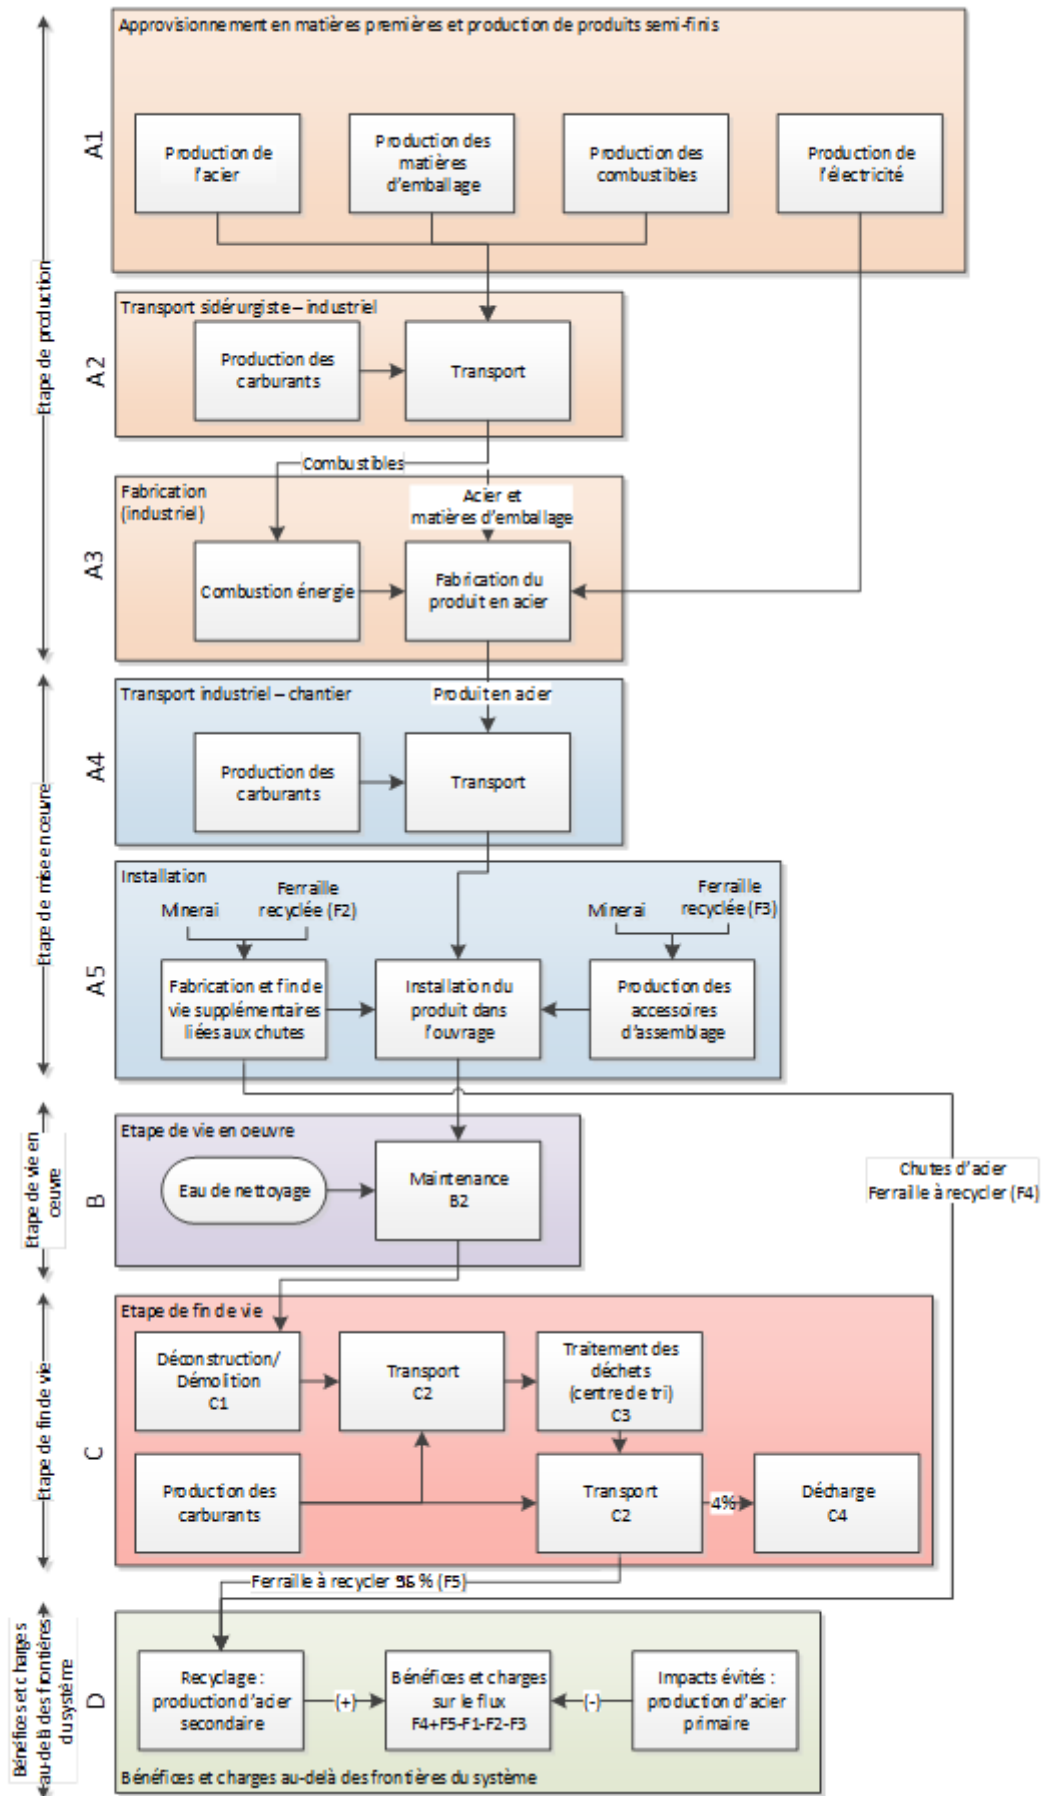 Approvisionnement en matières premières et production de produits semi-finis
Etape de production
A1
Production de
l'acier
Production des
matières
d'emballage
Production des
combustibles
Production de
l'électricité
Transport sidérurgiste – industriel
A2
Production des
carburants
Transport
Combustibles
Fabrication
(industriel)
Acier et
matières d'emballage
A3
Combustion énergie
Fabrication du
produit en acier
Etape de mise en œuvre
Transport industriel – chantier
Produit en acier
A4
Production des
carburants
Transport
Installation
A5
Minerai
Ferraille
recyclée (F2)
Minerai
Ferraille
recyclée (F3)
Fabrication et fin de
vie supplémentaires
liées aux chutes
Installation du
produit dans
l'ouvrage
Production des
accessoires
d'assemblage
Etape de vie en
œuvre
Etape de vie en oeuvre
B
Eau de nettoyage
Maintenance
B2
Chutes d'acier
Ferraille à recycler (F4)
Etape de fin de vie
Etape de fin de vie
C
Déconstruction/
Démolition
C1
Transport
C2
Traitement des
déchets
(centre de tri)
C3
Production des
carburants
Transport
C2
4%
Décharge
C4
Ferraille à recycler 96 % (F5)
Bénéfices et charges
au-delà des frontières
du système
D
Recyclage :
production d'acier
secondaire
(+)
Bénéfices et charges
sur le flux
F4+F5-F1-F2-F3
(-)
Impacts évités :
production d'acier
primaire
Bénéfices et charges au-delà des frontières du système